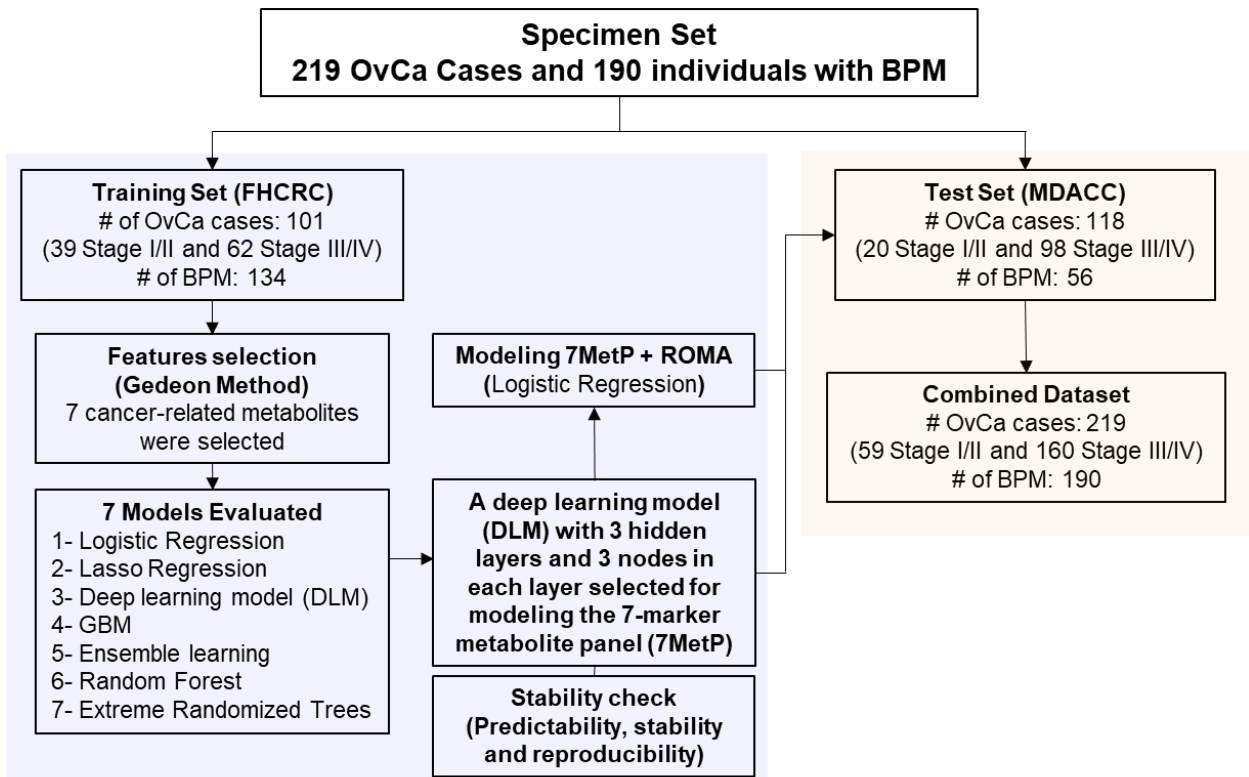 Specimen Set
219 OvCa Cases and 190 individuals with BPM
Training Set (FHCRC)
# of OvCa cases: 101
(39 Stage I/II and 62 Stage III/IV)
# of BPM: 134
Features selection
(Gedeon Method)
7 cancer-related metabolites
were selected
7 Models Evaluated
1- Logistic Regression
2- Lasso Regression
3- Deep learning model (DLM)
4- GBM
5- Ensemble learning
6- Random Forest
7- Extreme Randomized Trees
Modeling 7MetP + ROMA
(Logistic Regression)
A deep learning model
(DLM) with 3 hidden
layers and 3 nodes in
each layer selected for
modeling the 7-marker
metabolite panel (7MetP)
Stability check
(Predictability, stability
and reproducibility)
Test Set (MDACC)
# OvCa cases: 118
(20 Stage I/II and 98 Stage III/IV)
# of BPM: 56
Combined Dataset
# OvCa cases: 219
(59 Stage I/II and 160 Stage III/IV)
# of BPM: 190